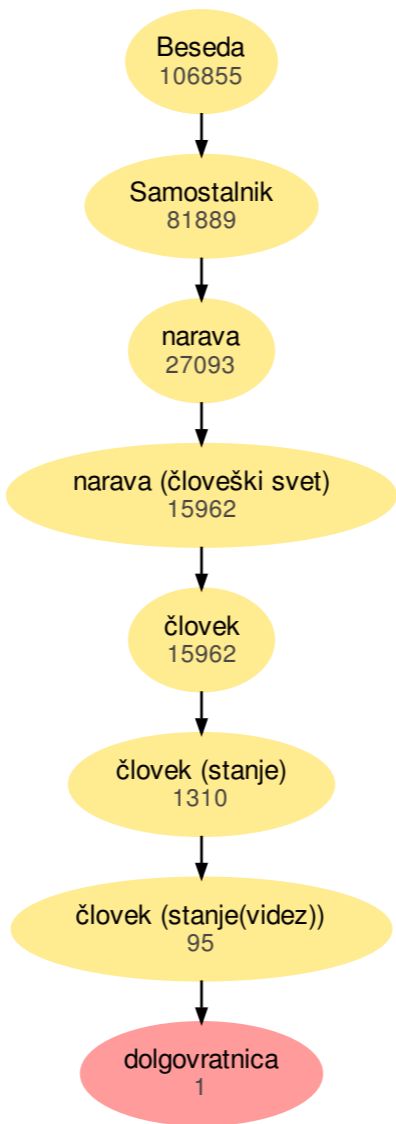 Beseda
106855
Samostalnik
81889
narava
27093
narava (človeški svet)
15962
človek
15962
človek (stanje)
1310
človek (stanje(videz))
95
dolgovratnica
1